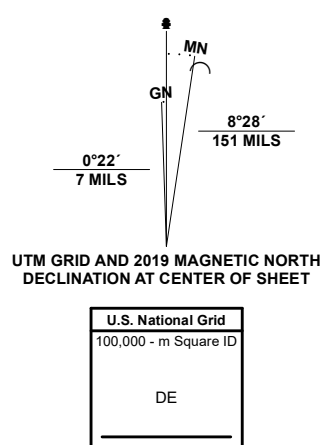 MN
GN
8°28´
151 MILS
0°22´
7 MILS
UTM GRID AND 2019 MAGNETIC NORTH
DECLINATION AT CENTER OF SHEET
U.S. National Grid
100,000 - m Square ID
DE